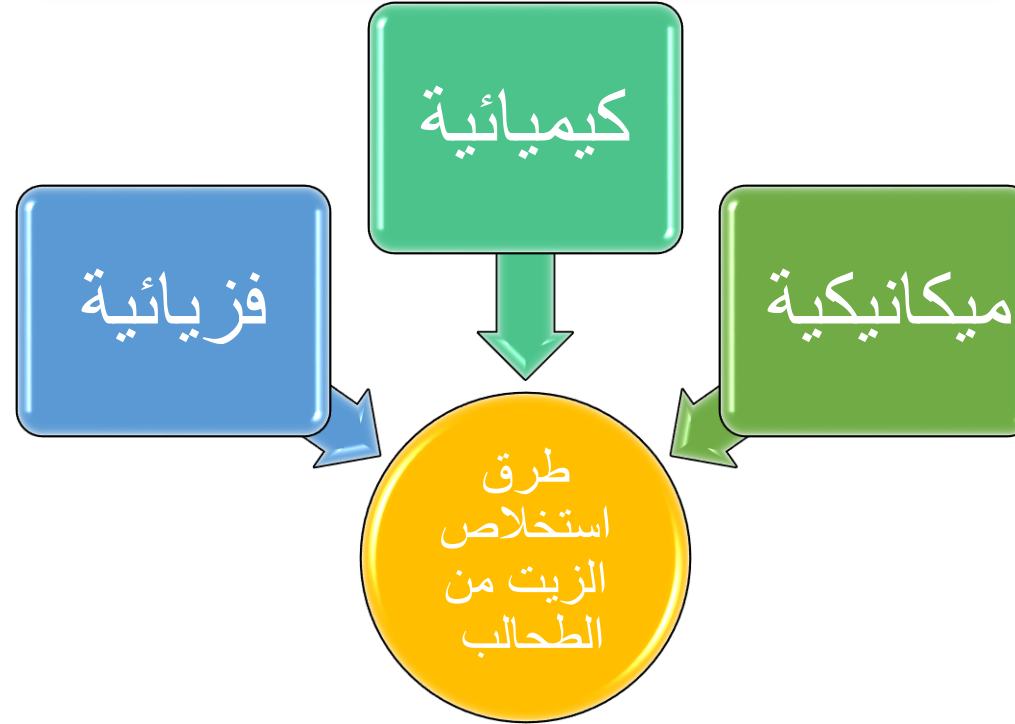 كيميائية
ميكانيكية
فزيائية
طرق
استخلاص
الزيت من
الطحالب